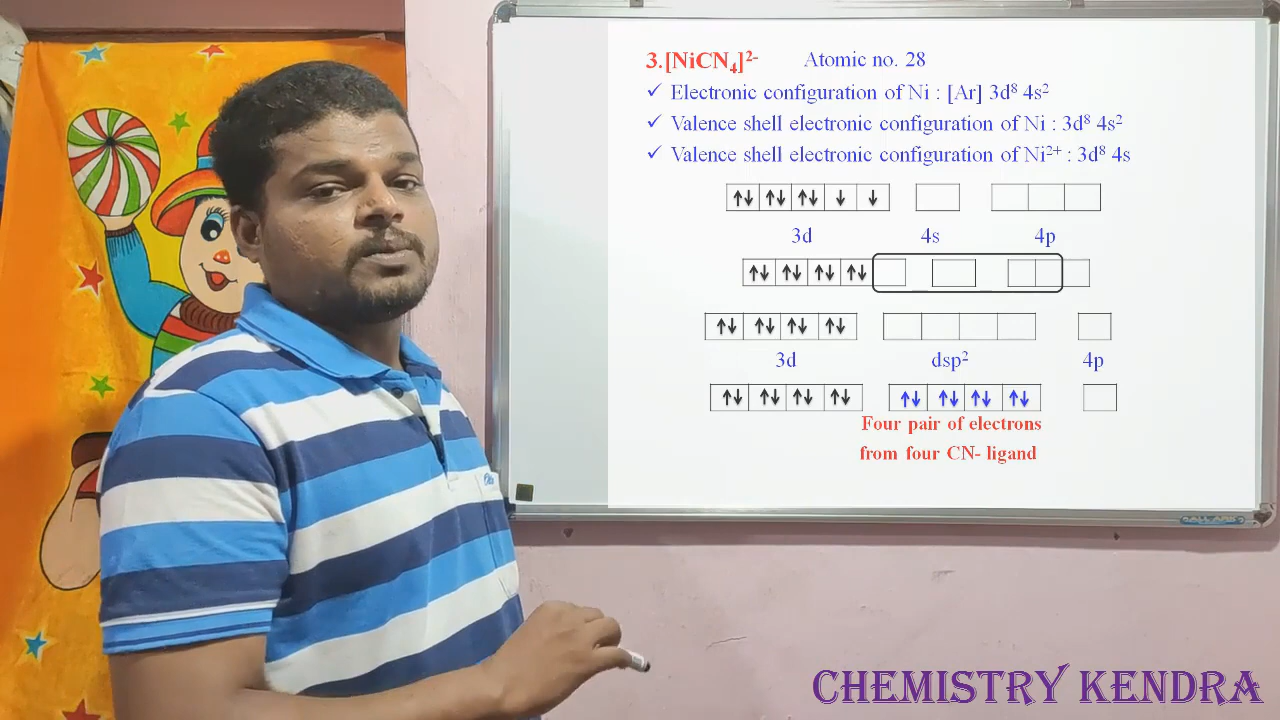 3.[NiCN₄]²⁻ Atomic no. 28
✓ Electronic configuration of Ni : [Ar] 3d⁸ 4s²
✓ Valence shell electronic configuration of Ni : 3d⁸ 4s²
✓ Valence shell electronic configuration of Ni²⁺ : 3d⁸ 4s
3d 4s 4p
3d dsp² 4p
Four pair of electrons
from four CN- ligand
CHEMISTRY KENDRA